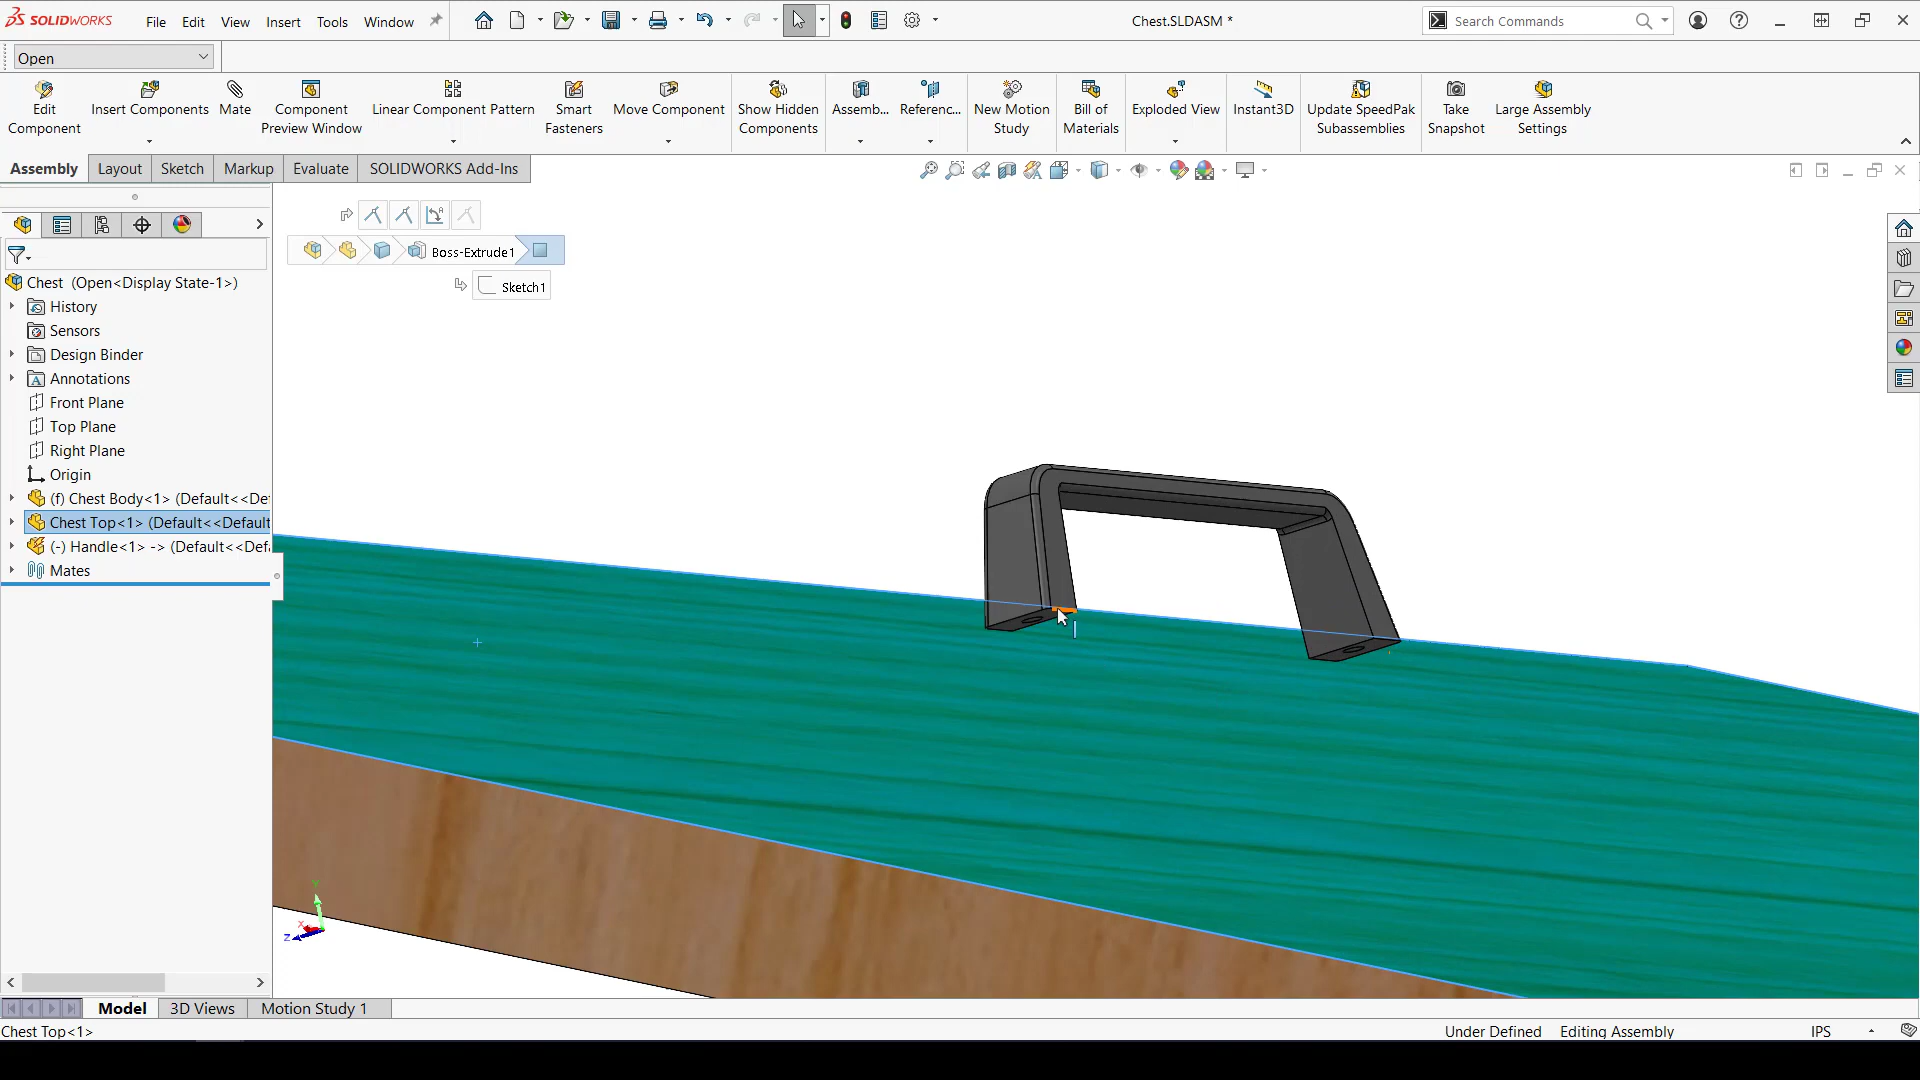 SOLIDWORKS
File Edit View Insert Tools Window
Chest.SLDASM *
Search Commands
Open
Edit Component
Insert Components
Mate
Component Preview Window
Linear Component Pattern
Smart Fasteners
Move Component
Show Hidden Components
Assemb...
Referenc...
New Motion Study
Bill of Materials
Exploded View
Instant3D
Update SpeedPak Subassemblies
Take Snapshot
Large Assembly Settings
Assembly Layout Sketch Markup Evaluate SOLIDWORKS Add-Ins
Boss-Extrude1
Sketch1
Chest (Open<Display State-1>)
History
Sensors
Design Binder
Annotations
Front Plane
Top Plane
Right Plane
Origin
(f) Chest Body<1> (Default<<De
Chest Top<1> (Default<<Default
(-) Handle<1> -> (Default<<Def
Mates
Y
X
Z
Model 3D Views Motion Study 1
Chest Top<1>
Under Defined Editing Assembly IPS